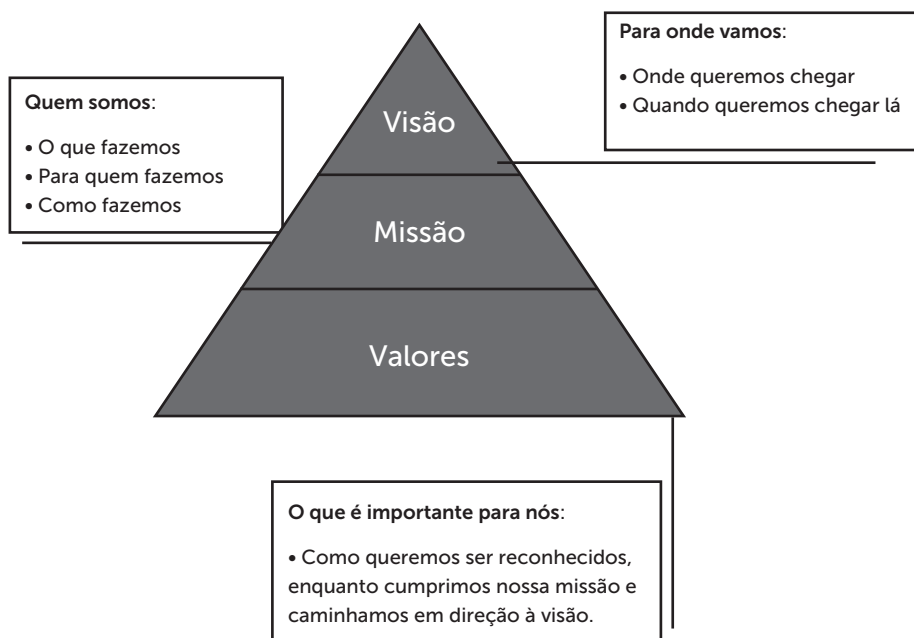 Para onde vamos:
• Onde queremos chegar
• Quando queremos chegar lá
Quem somos:
• O que fazemos
• Para quem fazemos
• Como fazemos
Visão
Missão
Valores
O que é importante para nós:
• Como queremos ser reconhecidos,
enquanto cumprimos nossa missão e
caminhamos em direção à visão.